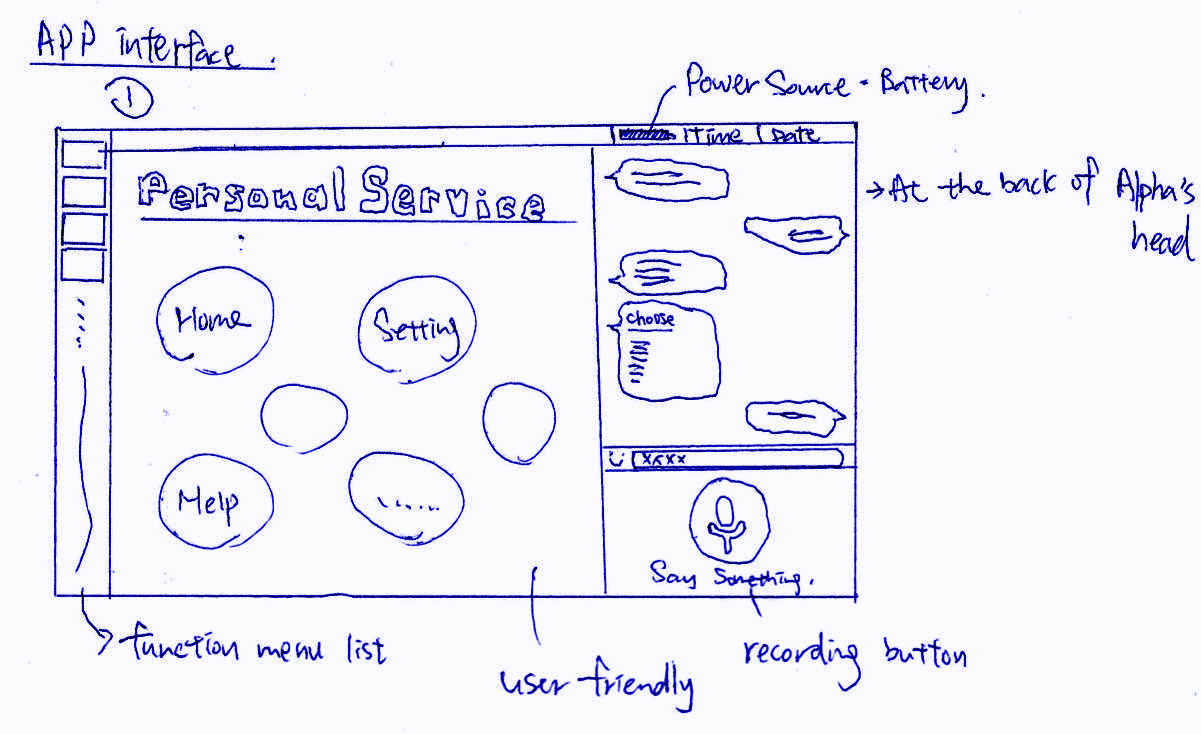 APP interface.
①
Power Source - Battery.
Time | Date
Personal Service
→ At the back of Alpha's
head
Home
Setting
choose
Help
......
xxxx
Say Something.
function menu list
user friendly
recording button